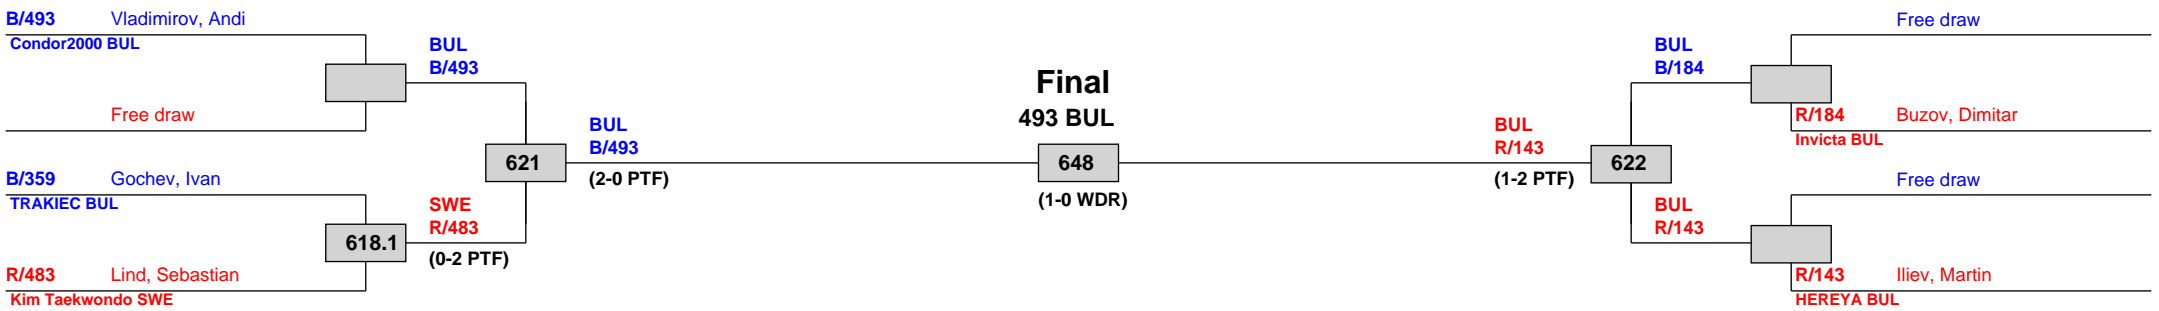 B/493 Vladimirov, Andi
Condor2000 BUL
BUL
B/493
Free draw
B/359 Gochev, Ivan
TRAKIEC BUL
618.1
SWE
R/483
(0-2 PTF)
R/483 Lind, Sebastian
Kim Taekwondo SWE
621
BUL
B/493
(2-0 PTF)
Final
493 BUL
648
(1-0 WDR)
BUL
R/143
(1-2 PTF)
622
BUL
B/184
Free draw
R/184 Buzov, Dimitar
Invicta BUL
BUL
R/143
Free draw
R/143 Iliev, Martin
HEREYA BUL